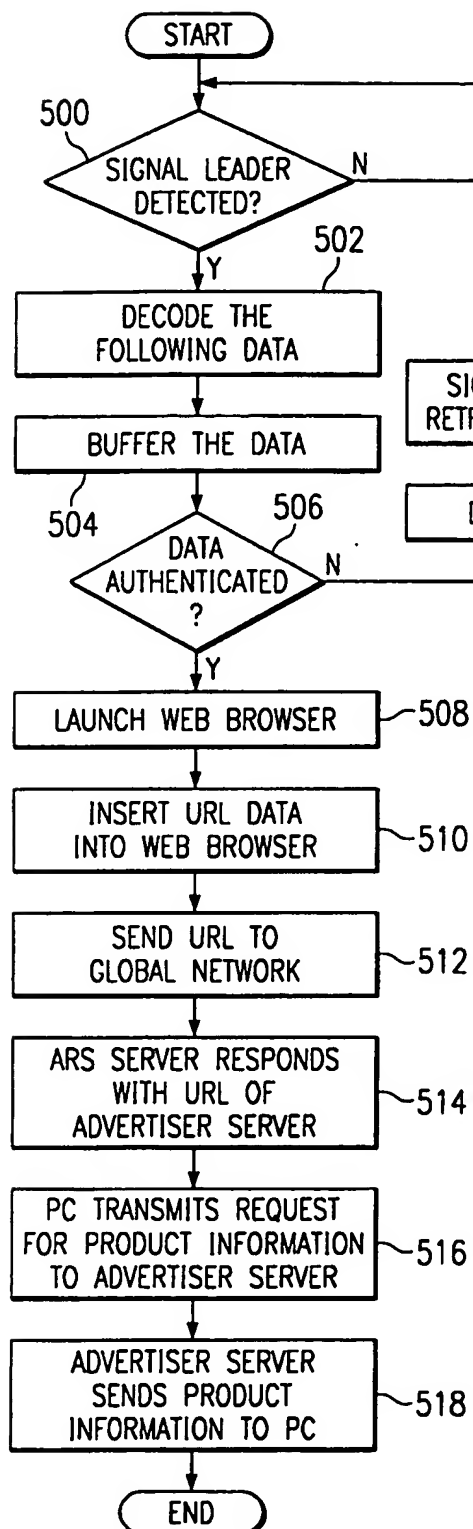 START
500
SIGNAL LEADER
DETECTED?
N
Y
502
DECODE THE
FOLLOWING DATA
BUFFER THE DATA
504
506
DATA
AUTHENTICATED
?
N
Y
LAUNCH WEB BROWSER
508
INSERT URL DATA
INTO WEB BROWSER
510
SEND URL TO
GLOBAL NETWORK
512
ARS SERVER RESPONDS
WITH URL OF
ADVERTISER SERVER
514
PC TRANSMITS REQUEST
FOR PRODUCT INFORMATION
TO ADVERTISER SERVER
516
ADVERTISER SERVER
SENDS PRODUCT
INFORMATION TO PC
518
END